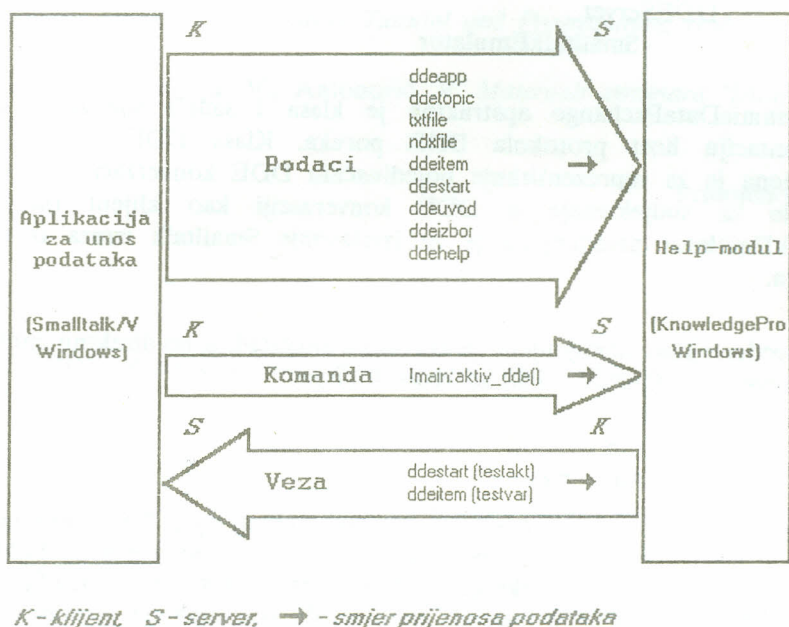 K S
ddeapp
ddetopic
txtfile
ndxfile
Podaci ddeitem
ddestart
ddeuvod
ddeizbor
ddehelp
Aplikacija
za unos
podataka
(Smalltalk/V
Windows)
Help-modul
(KnowledgePro
Windows)
K S
Komanda !main:aktiv_dde()
S K
Veza ddestart (testakt)
ddeitem (testvar)
K - klijent, S - server, → - smjer prijenosa podataka